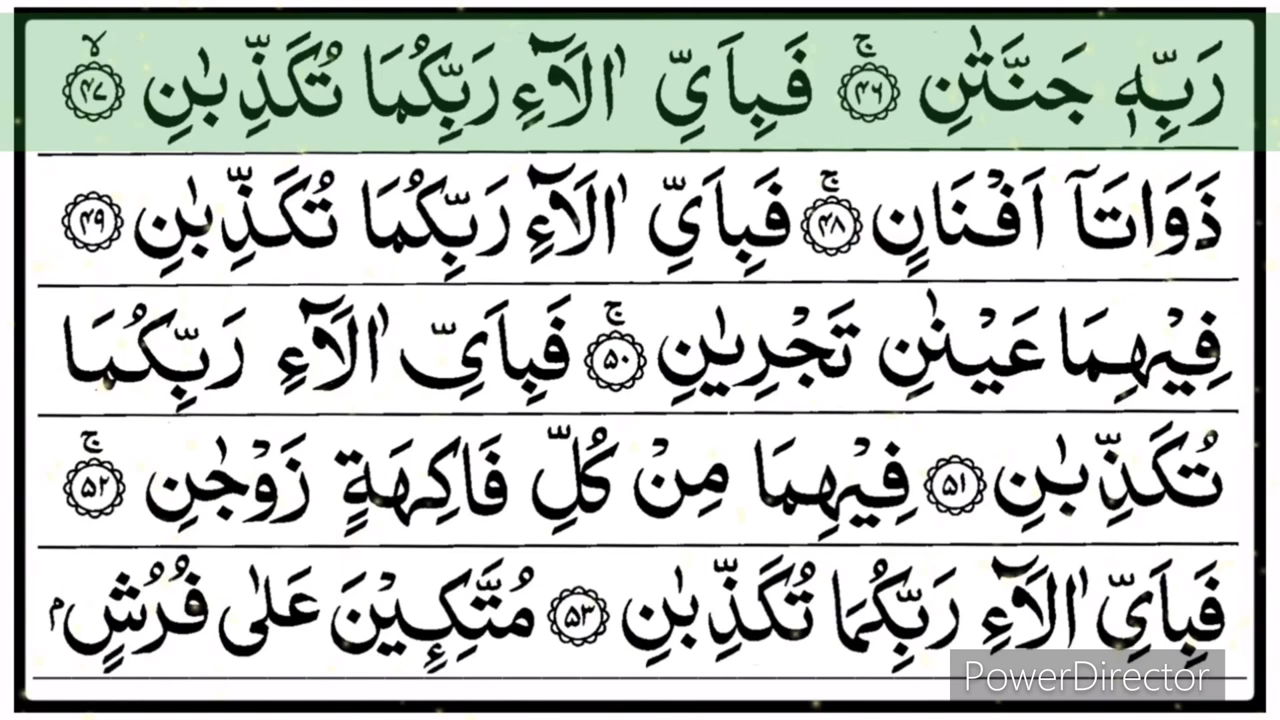 رَبِّهٖ جَنَّتٰنِ ۚ ﴿۴۶﴾ فَبِاَىِّ اٰلَآءِ رَبِّكُمَا تُكَذِّبٰنِ ۙ ﴿۴۷﴾
ذَوَاتَاۤ اَفْنَانٍ ۚ ﴿۴۸﴾ فَبِاَىِّ اٰلَآءِ رَبِّكُمَا تُكَذِّبٰنِ ﴿۴۹﴾
فِيْهِمَا عَيْنٰنِ تَجْرِيٰنِ ۚ ﴿۵۰﴾ فَبِاَىِّ اٰلَآءِ رَبِّكُمَا
تُكَذِّبٰنِ ﴿۵۱﴾ فِيْهِمَا مِنْ كُلِّ فَاكِهَةٍ زَوْجٰنِ ۚ ﴿۵۲﴾
فَبِاَىِّ اٰلَآءِ رَبِّكُمَا تُكَذِّبٰنِ ﴿۵۳﴾ مُتَّكِـِٕيْنَ عَلٰى فُرُشٍۭ
PowerDirector